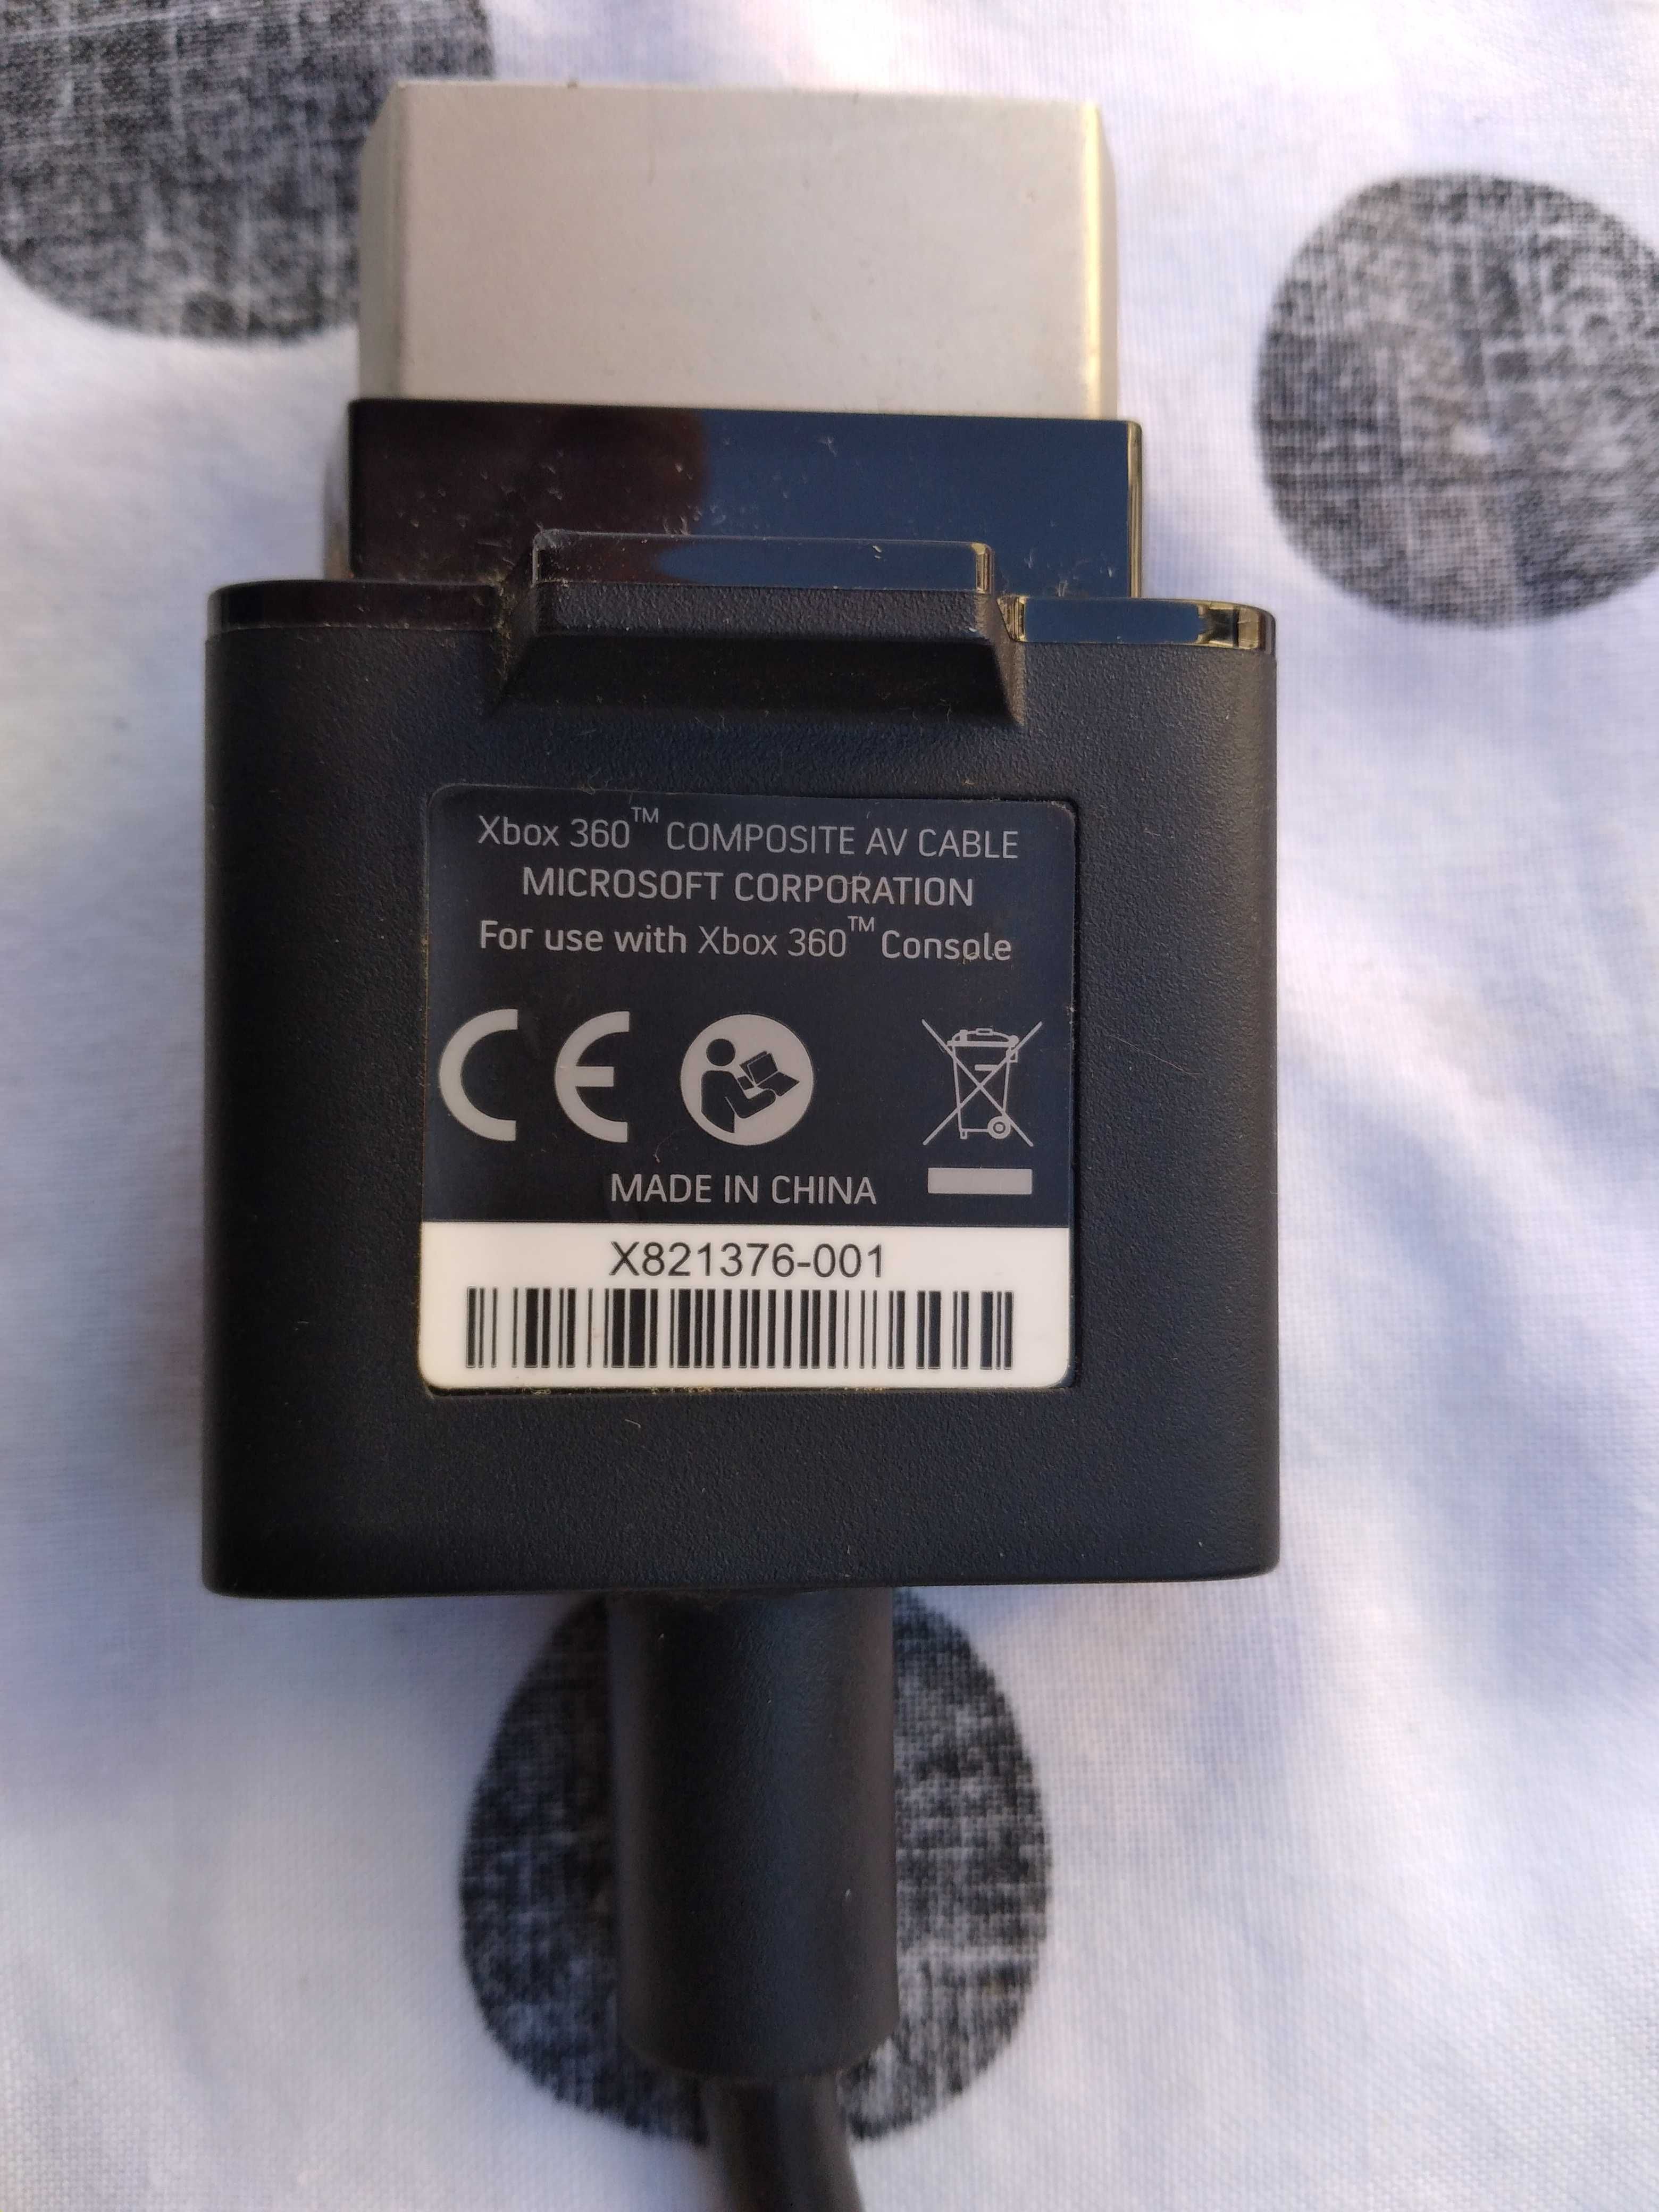 Xbox 360™ COMPOSITE AV CABLE
MICROSOFT CORPORATION
For use with Xbox 360™ Console
CE
MADE IN CHINA
X821376-001